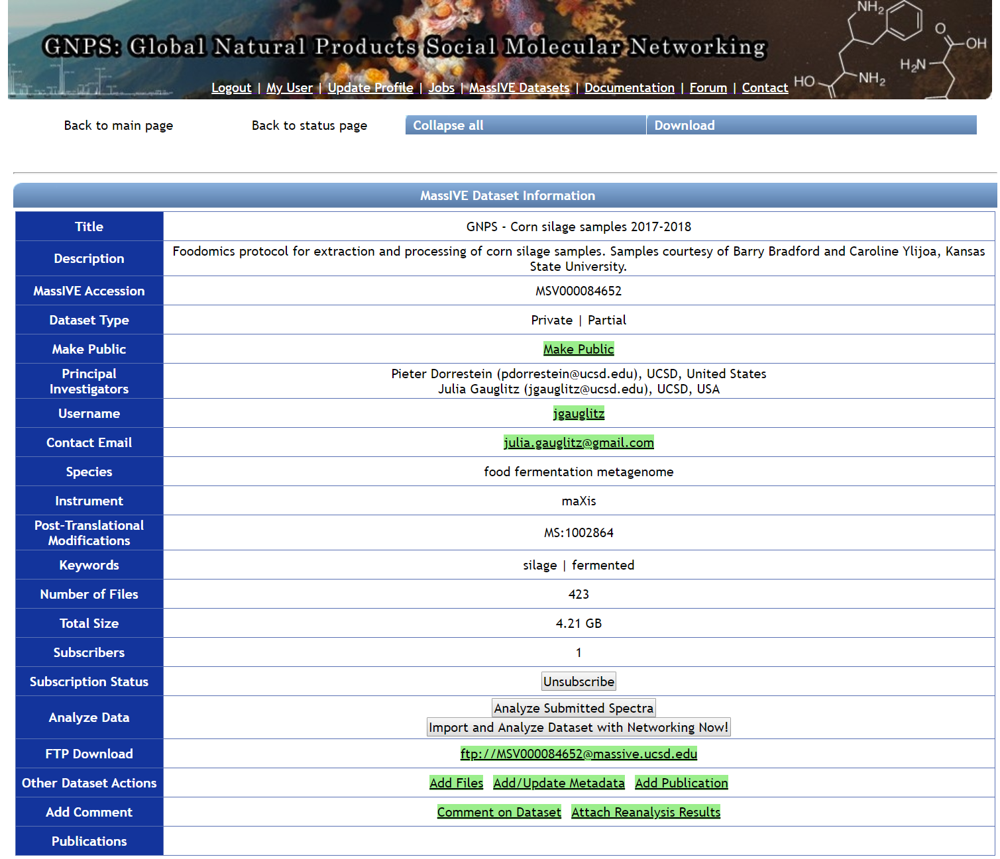 GNPS: Global Natural Products Social Molecular Networking
NH2
O
OH
H2N
NH2
HO
Logout | My User | Update Profile | Jobs | MassIVE Datasets | Documentation | Forum | Contact
Back to main page Back to status page Collapse all Download
MassIVE Dataset Information
Title GNPS - Corn silage samples 2017-2018
Description Foodomics protocol for extraction and processing of corn silage samples. Samples courtesy of Barry Bradford and Caroline Ylijoa, Kansas
State University.
MassIVE Accession MSV000084652
Dataset Type Private | Partial
Make Public Make Public
Principal
Investigators
Pieter Dorrestein (pdorrestein@ucsd.edu), UCSD, United States
Julia Gauglitz (jgauglitz@ucsd.edu), UCSD, USA
Username jgauglitz
Contact Email julia.gauglitz@gmail.com
Species food fermentation metagenome
Instrument maXis
Post-Translational
Modifications
MS:1002864
Keywords silage | fermented
Number of Files 423
Total Size 4.21 GB
Subscribers 1
Subscription Status Unsubscribe
Analyze Data
Analyze Submitted Spectra
Import and Analyze Dataset with Networking Now!
FTP Download ftp://MSV000084652@massive.ucsd.edu
Other Dataset Actions Add Files Add/Update Metadata Add Publication
Add Comment Comment on Dataset Attach Reanalysis Results
Publications